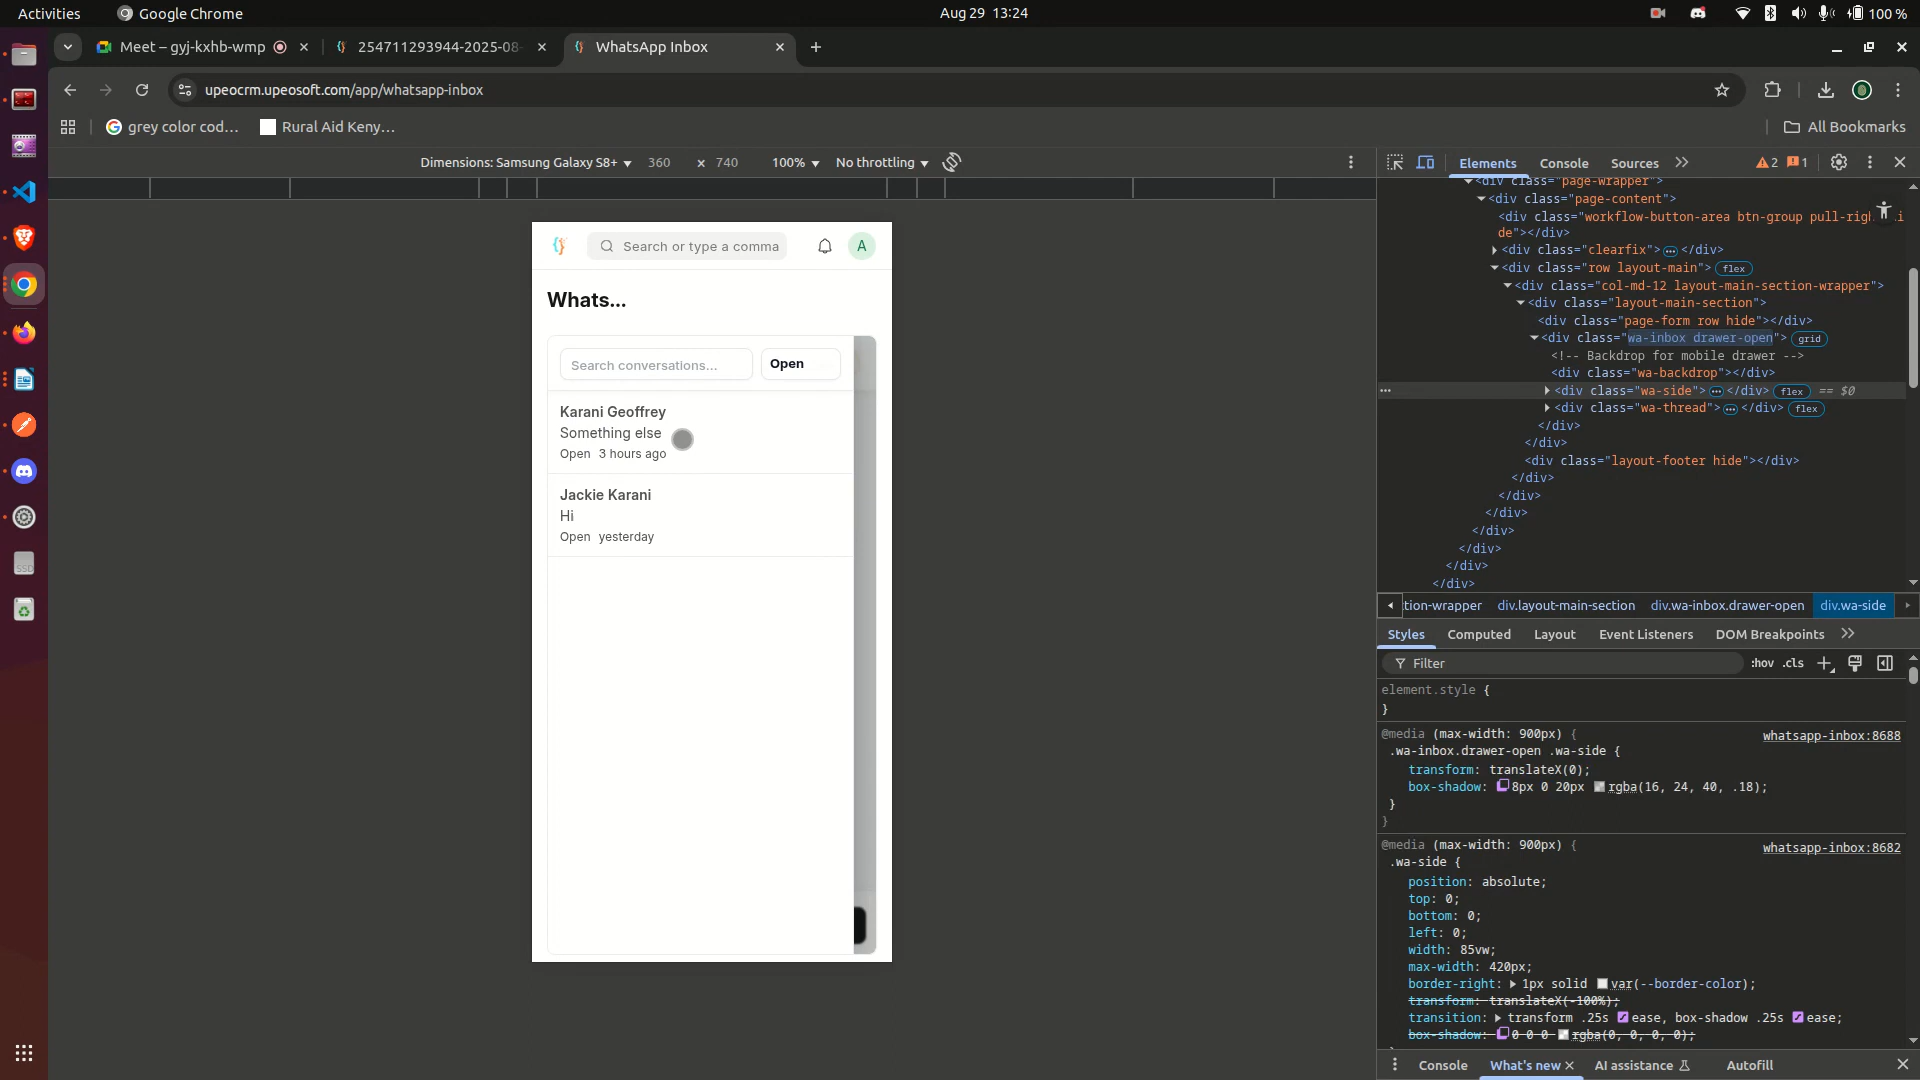 Activities
Google Chrome
Aug 29 13:24
100 %
Meet – gyj-kxhb-wmp
254711293944-2025-08-
WhatsApp Inbox
upeocrm.upeosoft.com/app/whatsapp-inbox
grey color cod…
Rural Aid Keny…
All Bookmarks
Dimensions: Samsung Galaxy S8+
360
x
740
100%
No throttling
Elements
Console
Sources
2
1
<div class="page-wrapper">
<div class="page-content">
<div class="workflow-button-area btn-group pull-right
de"></div>
<div class="clearfix"> </div>
<div class="row layout-main"> flex
<div class="col-md-12 layout-main-section-wrapper">
<div class="layout-main-section">
<div class="page-form row hide"></div>
<div class="wa-inbox drawer-open"> grid
<!-- Backdrop for mobile drawer -->
<div class="wa-backdrop"></div>
<div class="wa-side"> </div> flex == $0
<div class="wa-thread"> </div> flex
</div>
</div>
<div class="layout-footer hide"></div>
</div>
</div>
</div>
</div>
</div>
</div>
</div>
tion-wrapper
div.layout-main-section
div.wa-inbox.drawer-open
div.wa-side
Styles
Computed
Layout
Event Listeners
DOM Breakpoints
Filter
:hov
.cls
element.style {
}
@media (max-width: 900px) {
whatsapp-inbox:8688
.wa-inbox.drawer-open .wa-side {
transform: translateX(0);
box-shadow: 8px 0 20px rgba(16, 24, 40, .18);
}
}
@media (max-width: 900px) {
whatsapp-inbox:8682
.wa-side {
position: absolute;
top: 0;
bottom: 0;
left: 0;
width: 85vw;
max-width: 420px;
border-right: 1px solid var(--border-color);
transform: translateX(-100%);
transition: transform .25s ease, box-shadow .25s ease;
box-shadow: 0 0 0 rgba(0, 0, 0, 0);
Console
What's new
AI assistance
Autofill
Search or type a comma
A
Whats...
Search conversations...
Open
Karani Geoffrey
Something else
Open 3 hours ago
Jackie Karani
Hi
Open yesterday
SSD